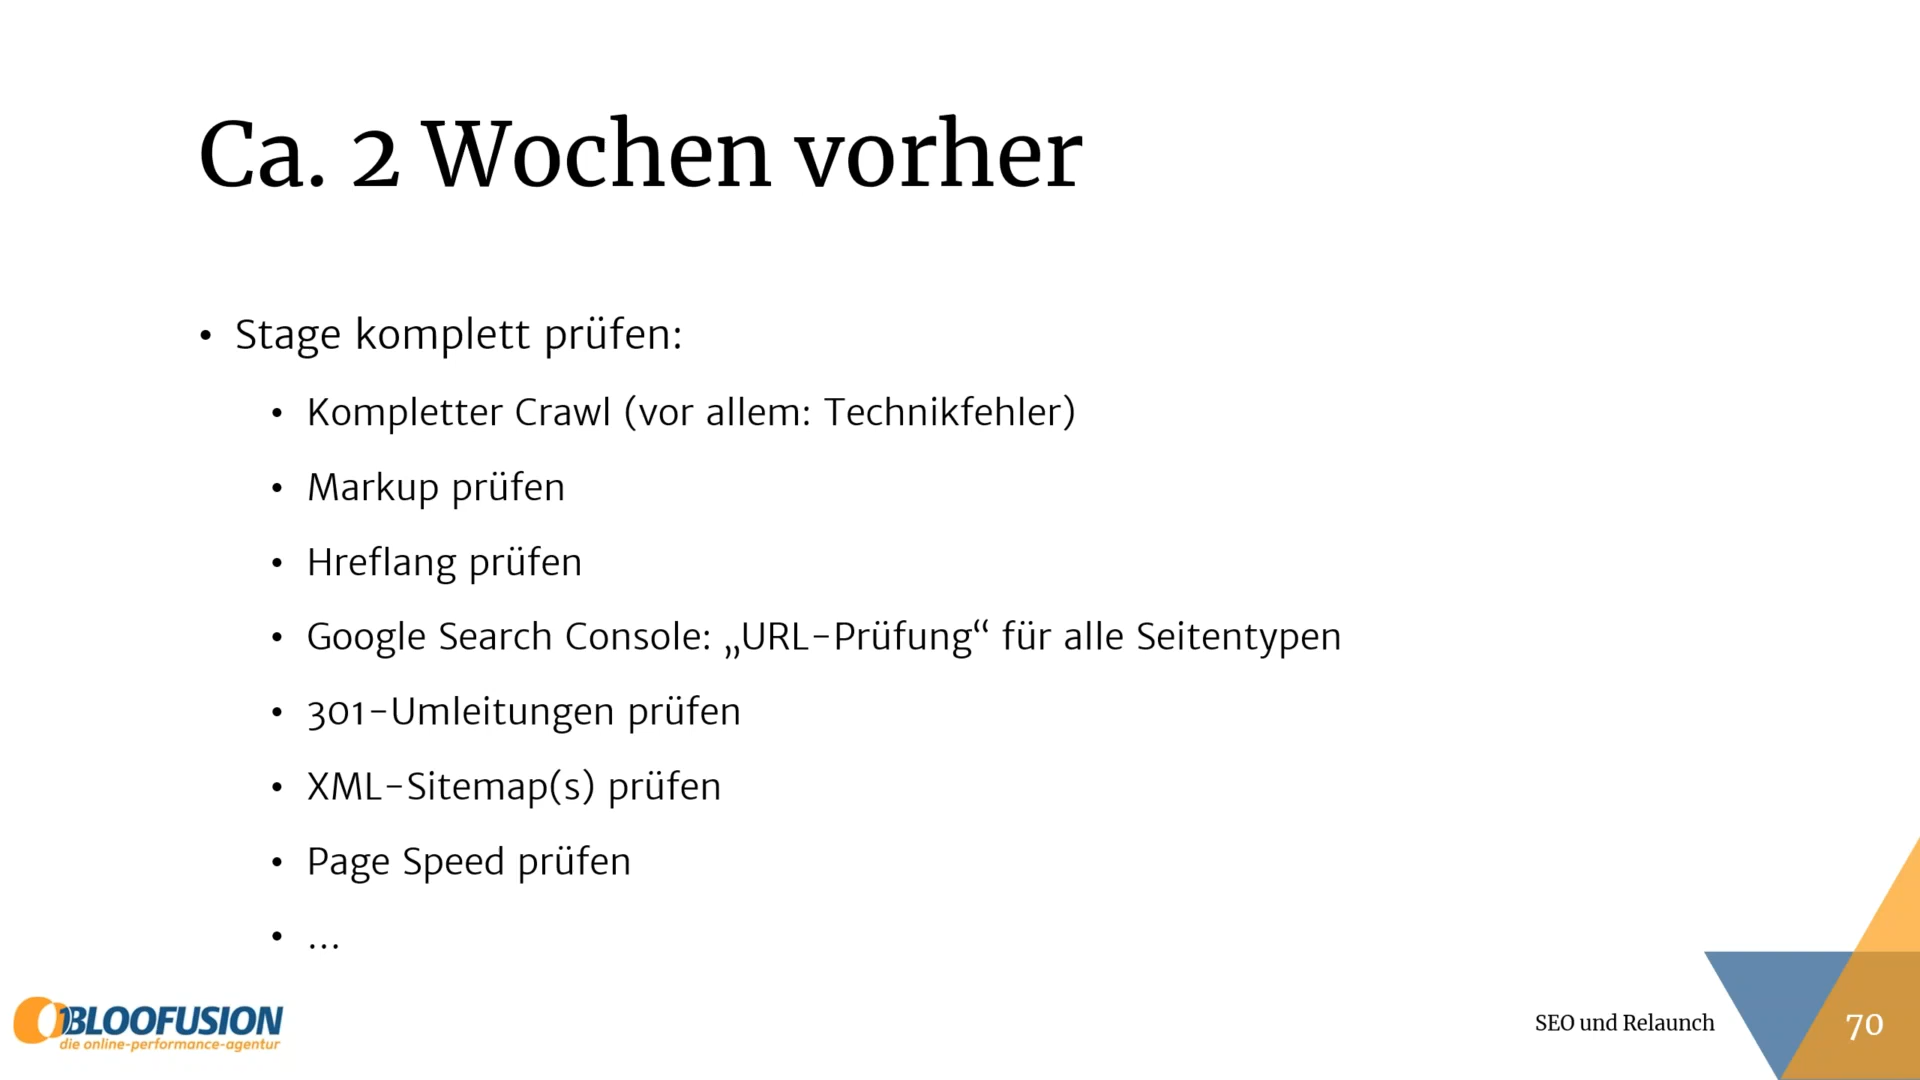 Ca. 2 Wochen vorher
• Stage komplett prüfen:
• Kompletter Crawl (vor allem: Technikfehler)
• Markup prüfen
• Hreflang prüfen
• Google Search Console: „URL-Prüfung“ für alle Seitentypen
• 301-Umleitungen prüfen
• XML-Sitemap(s) prüfen
• Page Speed prüfen
• ...
BLOOFUSION
die online-performance-agentur
SEO und Relaunch
70